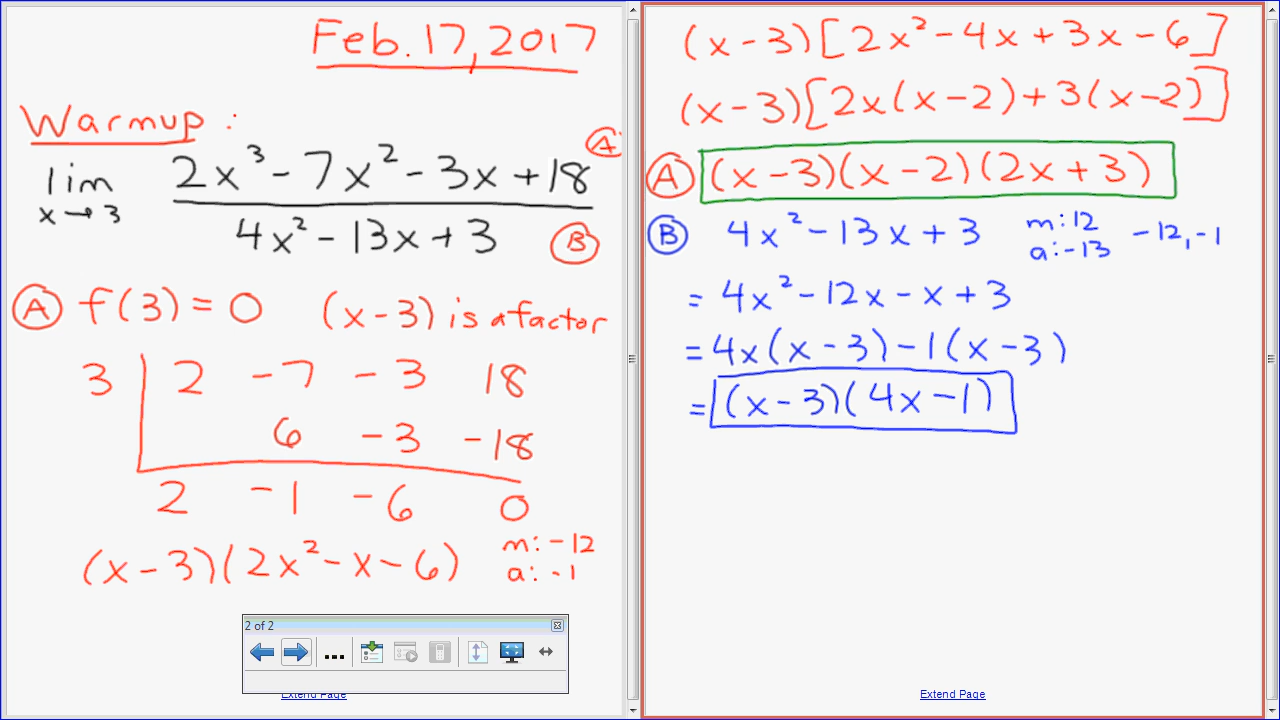 Feb. 17, 2017
Warmup :
lim x → 3 (2x³ - 7x² - 3x + 18) / (4x² - 13x + 3)
A
B
A f(3) = 0 (x - 3) is a factor
3 | 2 -7 -3 18
6 -3 -18
2 -1 -6 0
(x - 3)(2x² - x - 6) m: -12
a: -1
2 of 2
Extend Page
(x - 3)[2x² - 4x + 3x - 6]
(x - 3)[2x(x - 2) + 3(x - 2)]
A (x - 3)(x - 2)(2x + 3)
B 4x² - 13x + 3 m: 12 a: -13 -12, -1
= 4x² - 12x - x + 3
= 4x(x - 3) - 1(x - 3)
= (x - 3)(4x - 1)
Extend Page